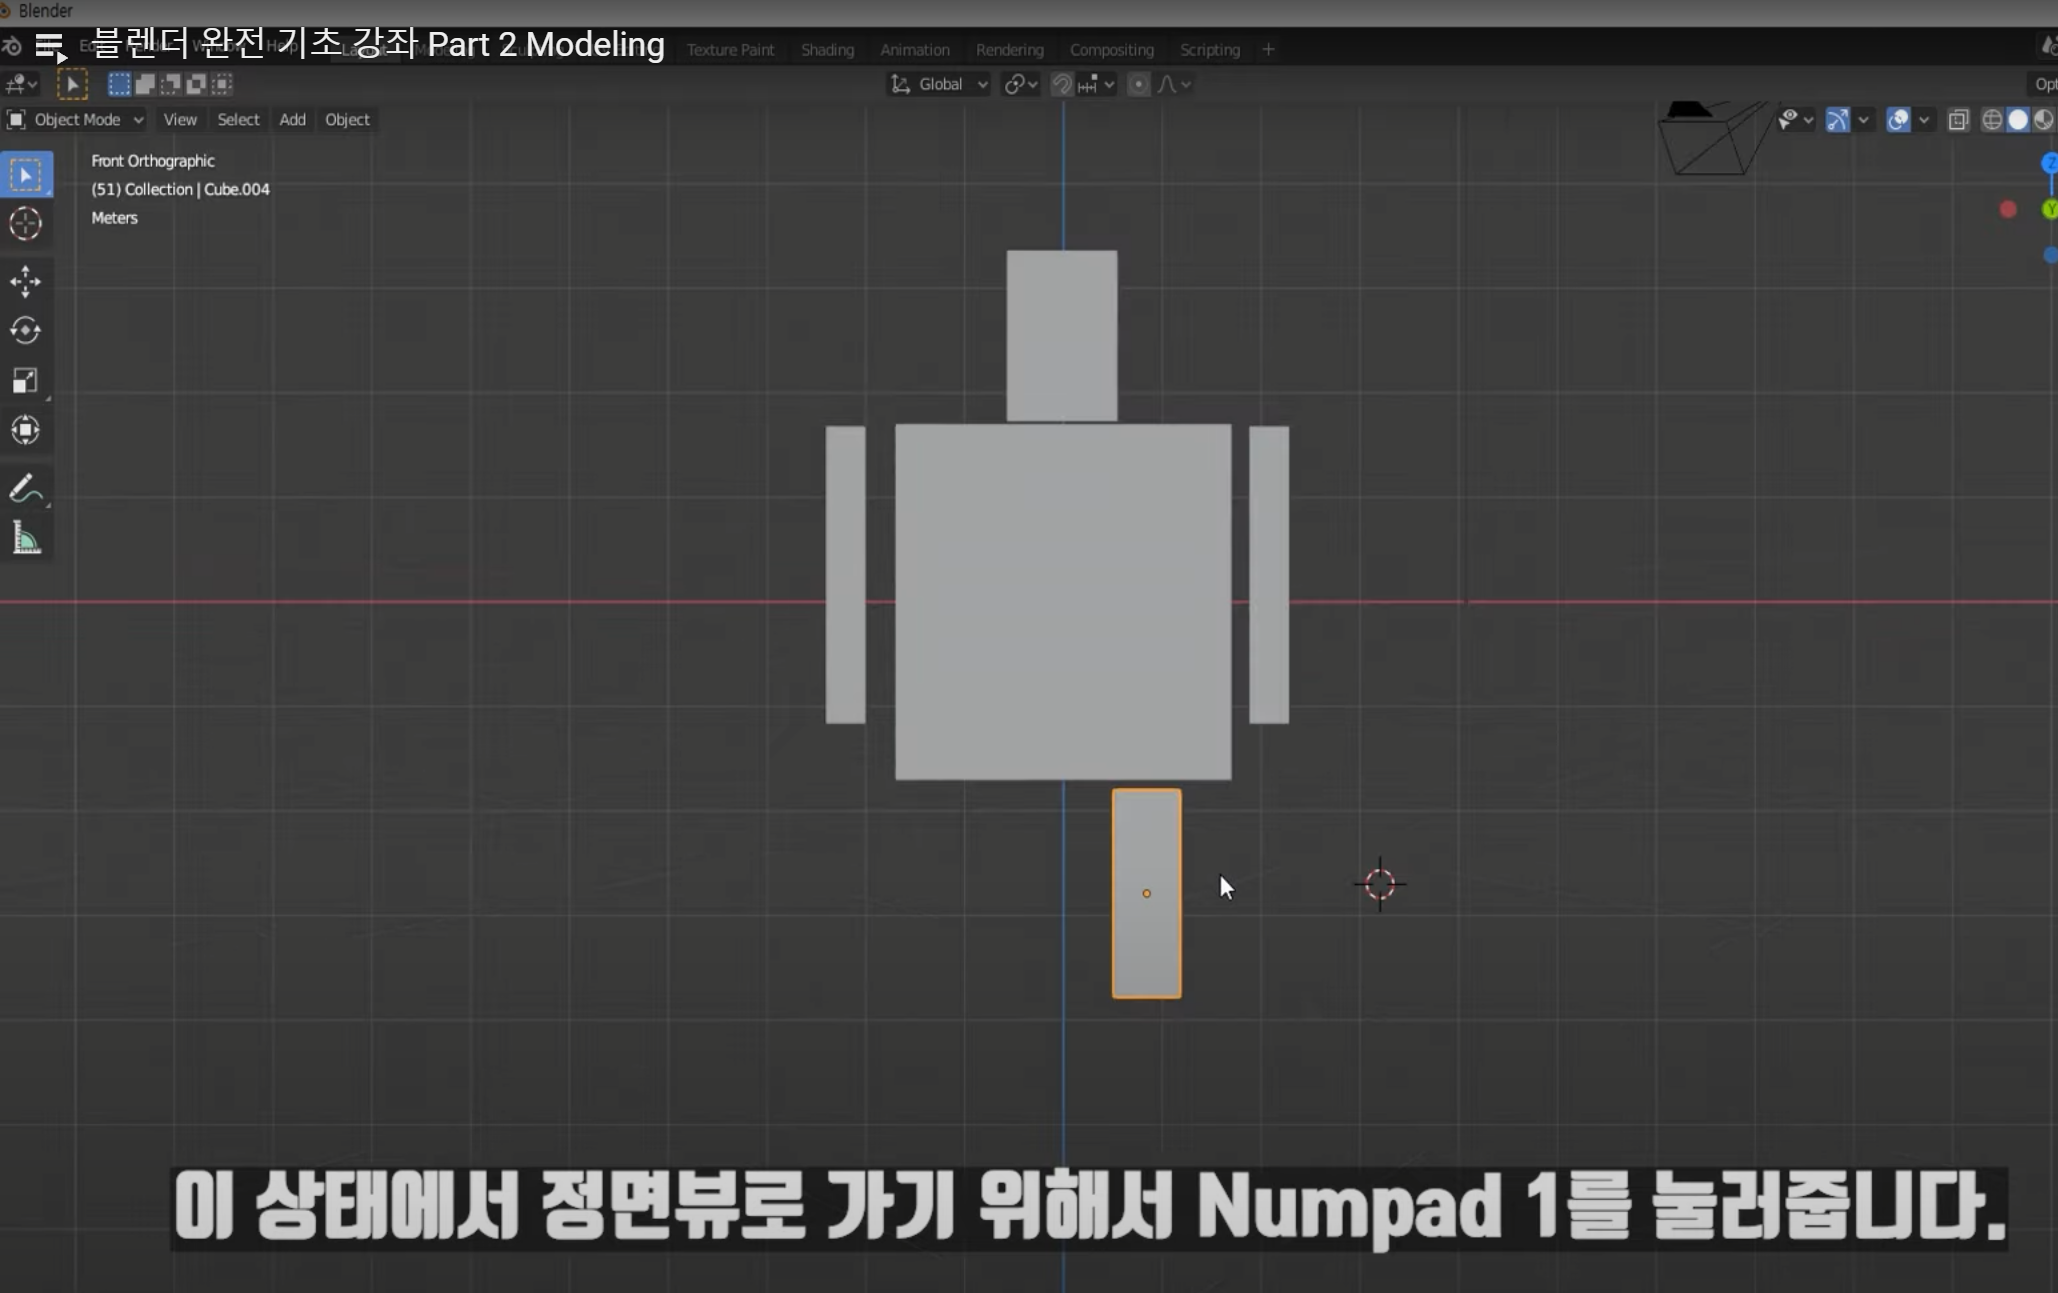 Blender
블렌더 완전 기초 강좌 Part 2 Modeling
Texture Paint Shading Animation Rendering Compositing Scripting +
Global
Opt
Object Mode View Select Add Object
Front Orthographic
(51) Collection | Cube.004
Meters
Z
Y
이 상태에서 정면뷰로 가기 위해서 Numpad 1를 눌러줍니다.